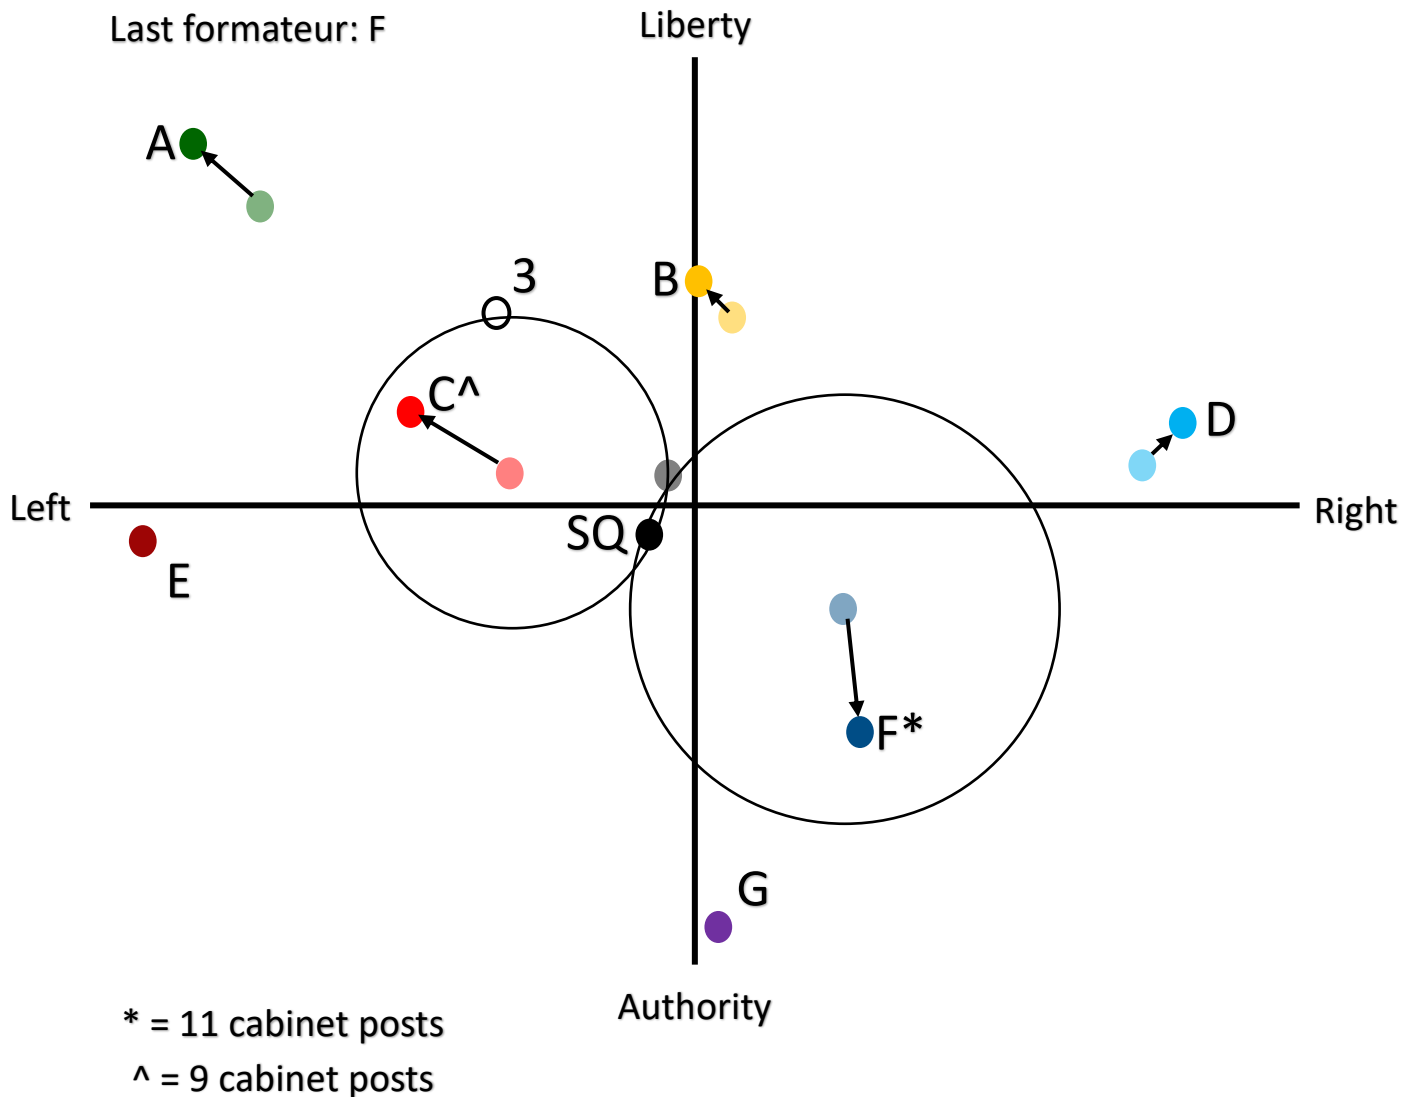 Last formateur: F
Liberty
A
3
B
C^
D
Left
Right
SQ
E
F*
G
Authority
* = 11 cabinet posts
^ = 9 cabinet posts